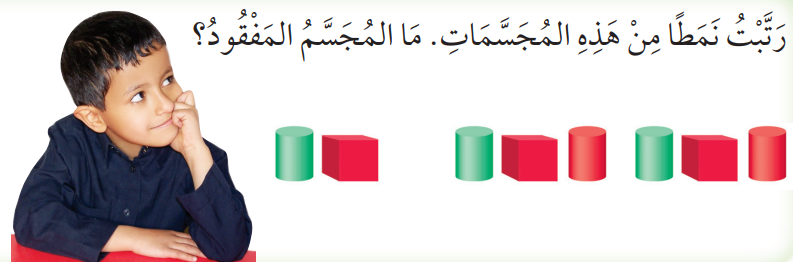 رَتَّبْتُ نَمَطًا مِنْ هَذِهِ المُجَسَّمَاتِ. مَا المُجَسَّمُ المَفْقُودُ؟